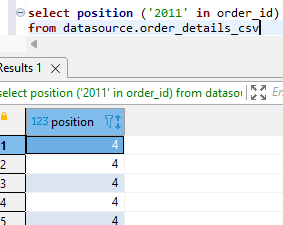 select position ('2011' in order_id)
from datasource.order_details_csv
Results 1
select position ('2011' in order_id) from dataso
123 position
1 4
2 4
3 4
4 4
5 4